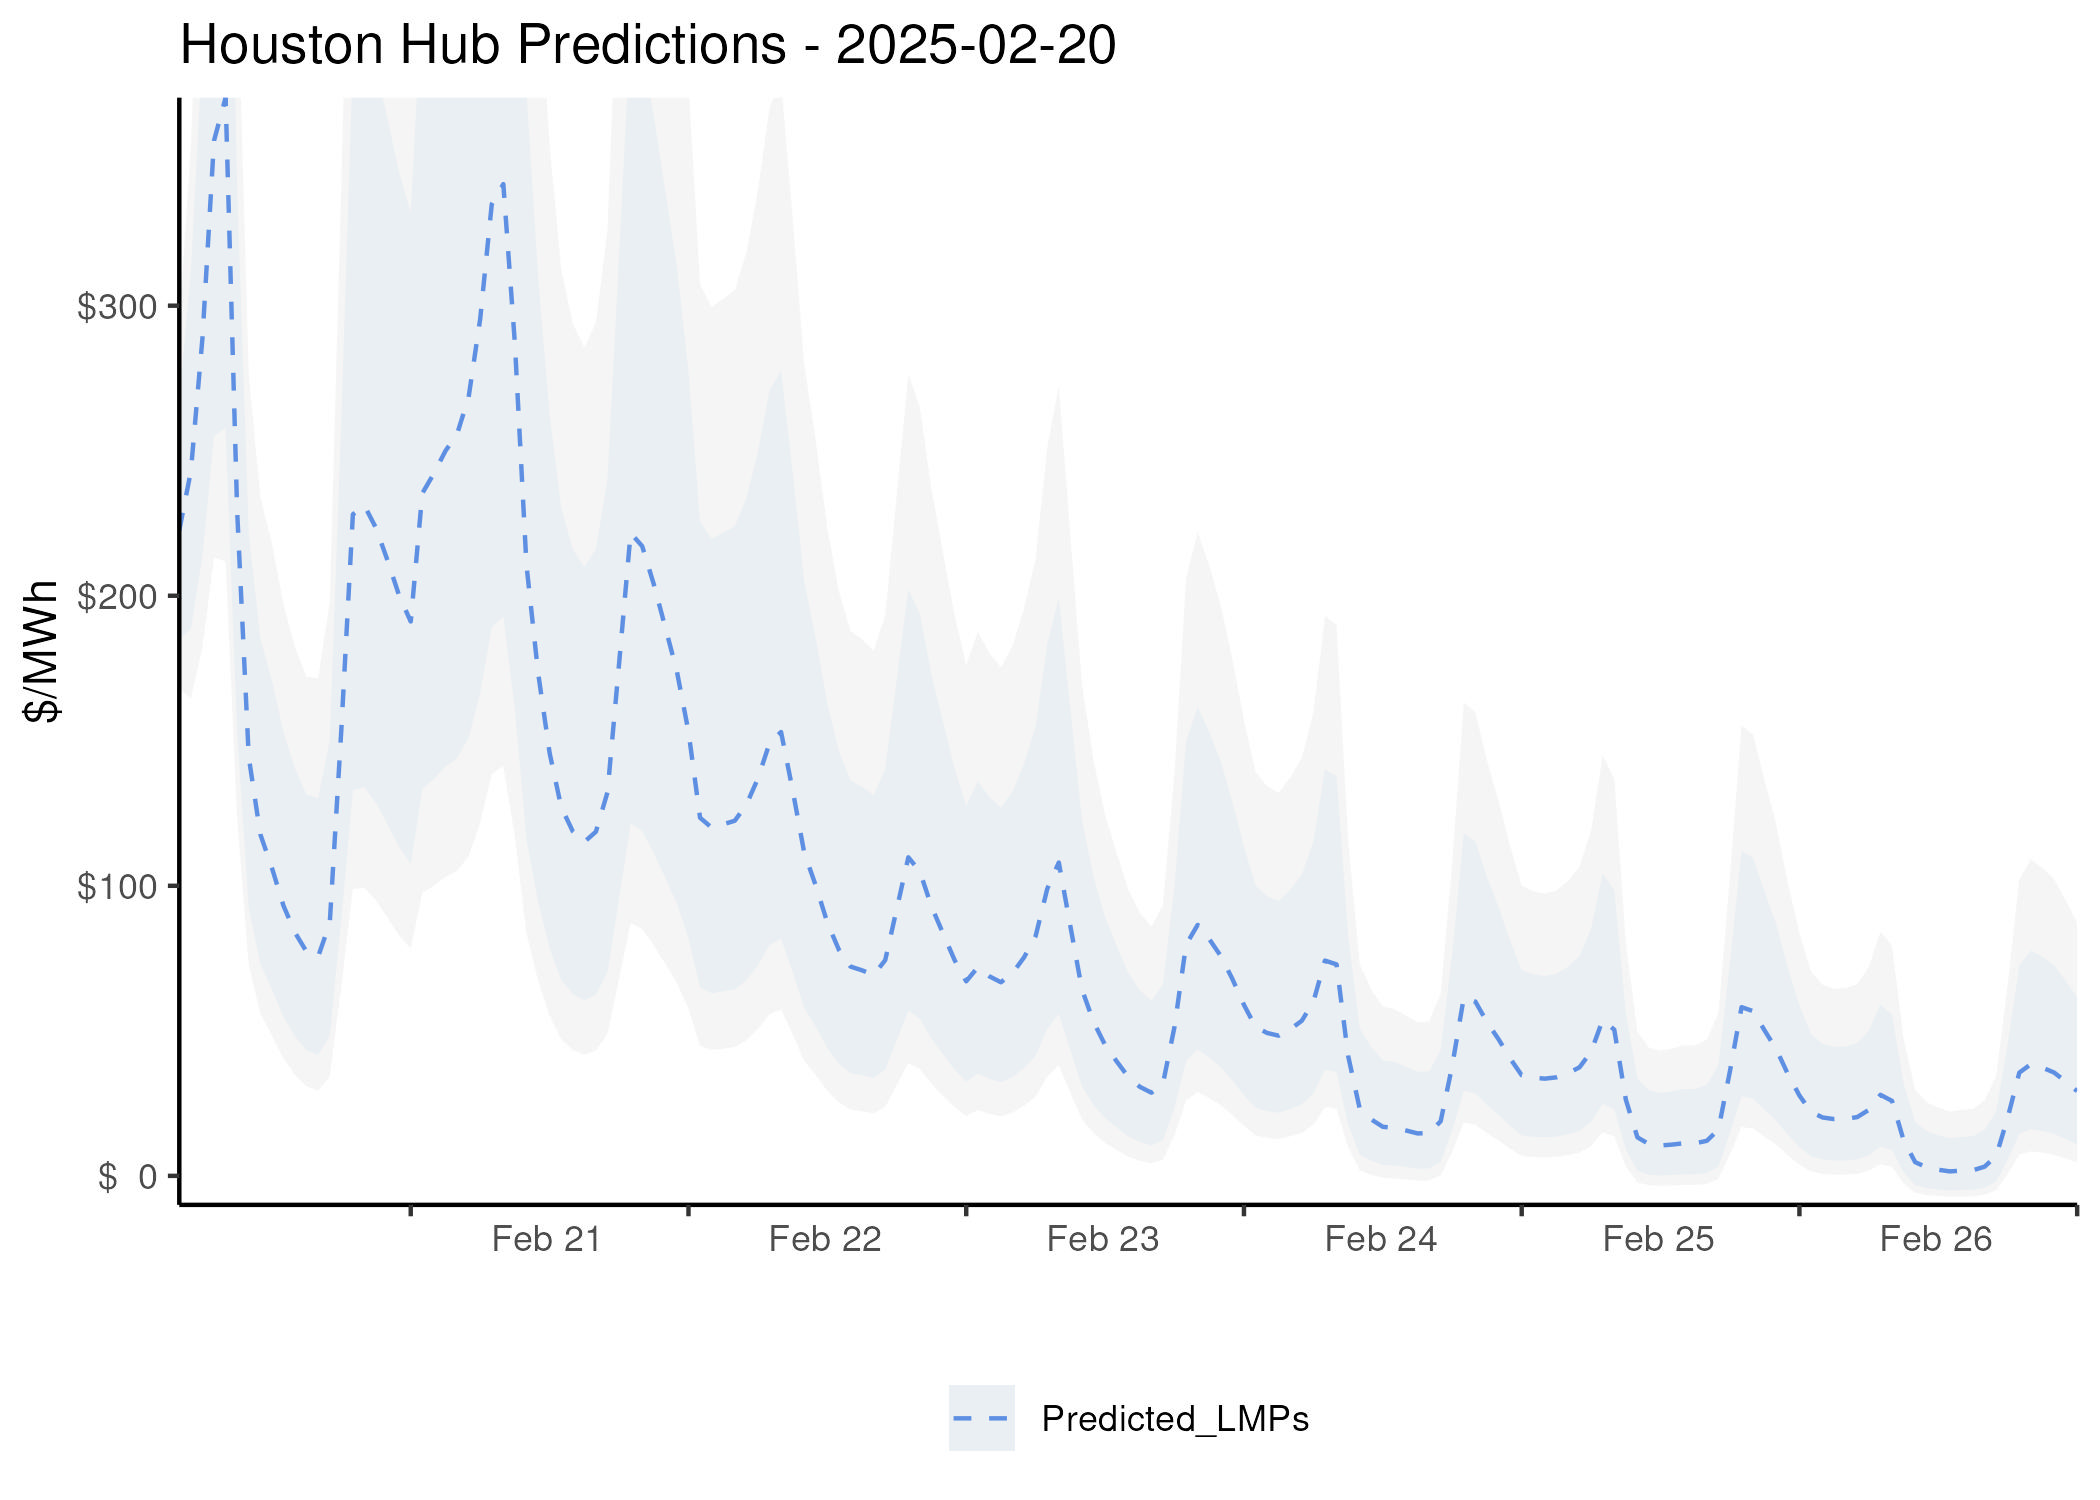 Houston Hub Predictions - 2025-02-20
$/MWh
$300
$200
$100
$ 0
Feb 21
Feb 22
Feb 23
Feb 24
Feb 25
Feb 26
Predicted_LMPs